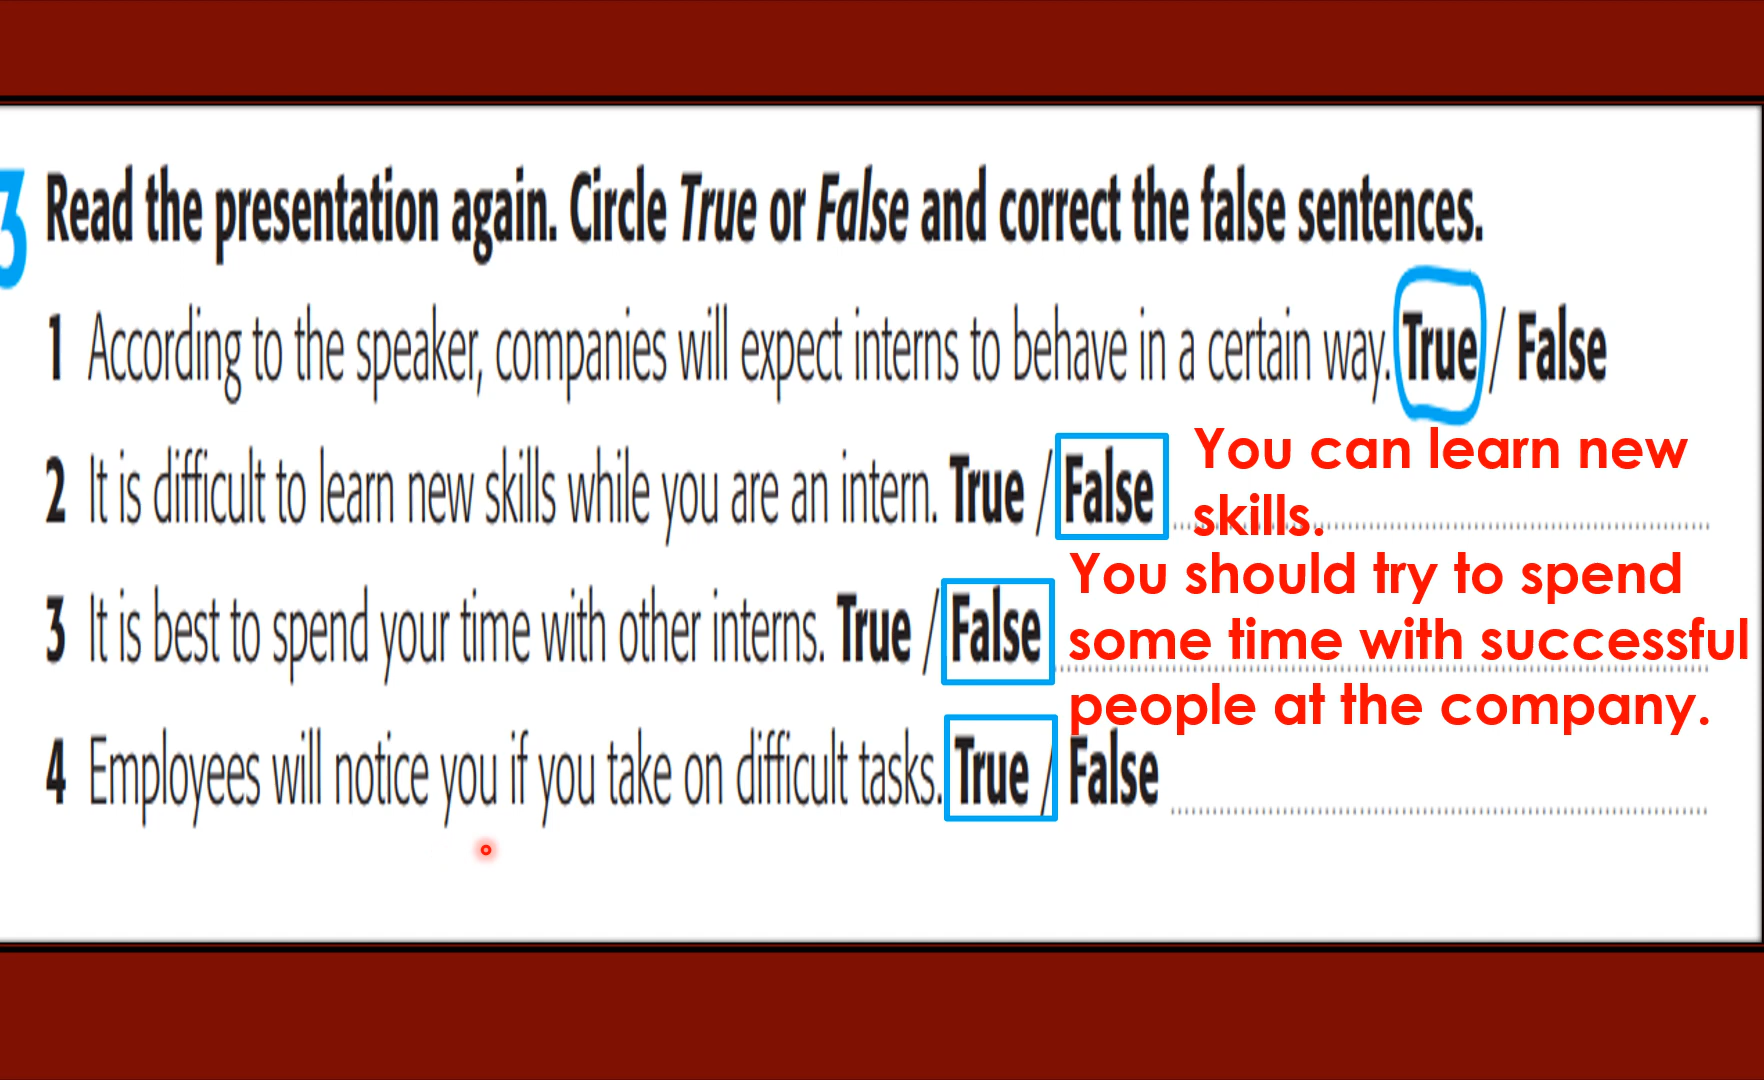 3 Read the presentation again. Circle True or False and correct the false sentences.
1 According to the speaker, companies will expect interns to behave in a certain way. True / False
2 It is difficult to learn new skills while you are an intern. True / False You can learn new
skills.
3 It is best to spend your time with other interns. True / False You should try to spend
some time with successful
people at the company.
4 Employees will notice you if you take on difficult tasks. True / False